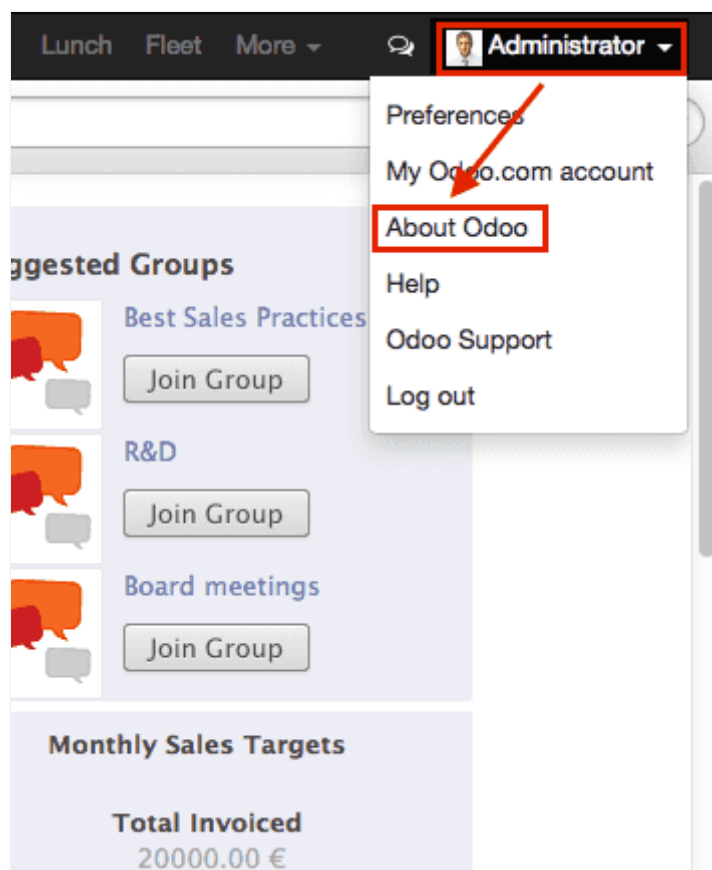 Lunch Fleet More Administrator
Preferences
My Odoo.com account
About Odoo
Help
Odoo Support
Log out
ggested Groups
Best Sales Practices
Join Group
R&D
Join Group
Board meetings
Join Group
Monthly Sales Targets
Total Invoiced
20000.00 €